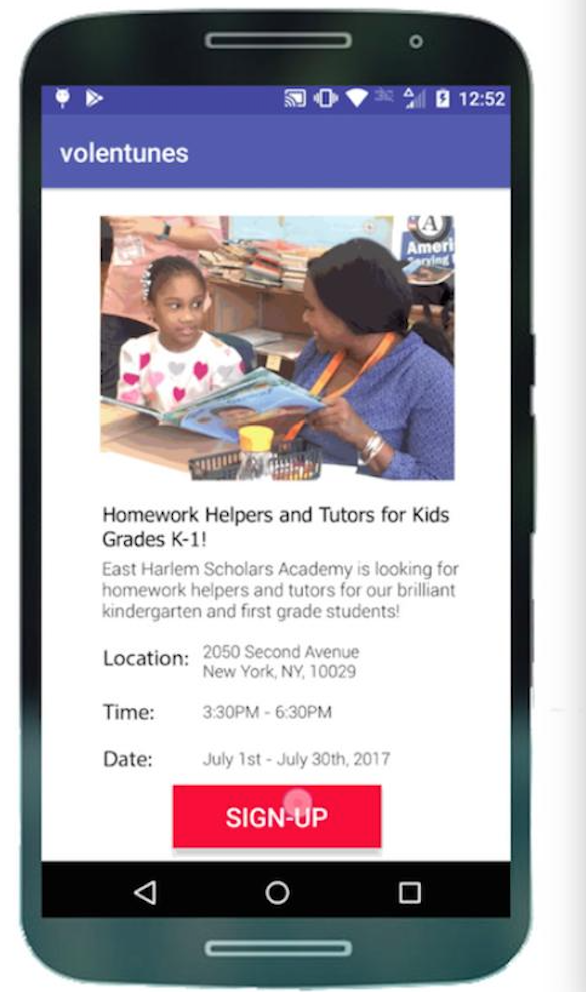 12:52
volentunes
A
Ameri
Serving
Homework Helpers and Tutors for Kids
Grades K-1!
East Harlem Scholars Academy is looking for
homework helpers and tutors for our brilliant
kindergarten and first grade students!
Location: 2050 Second Avenue
New York, NY, 10029
Time: 3:30PM - 6:30PM
Date: July 1st - July 30th, 2017
SIGN-UP